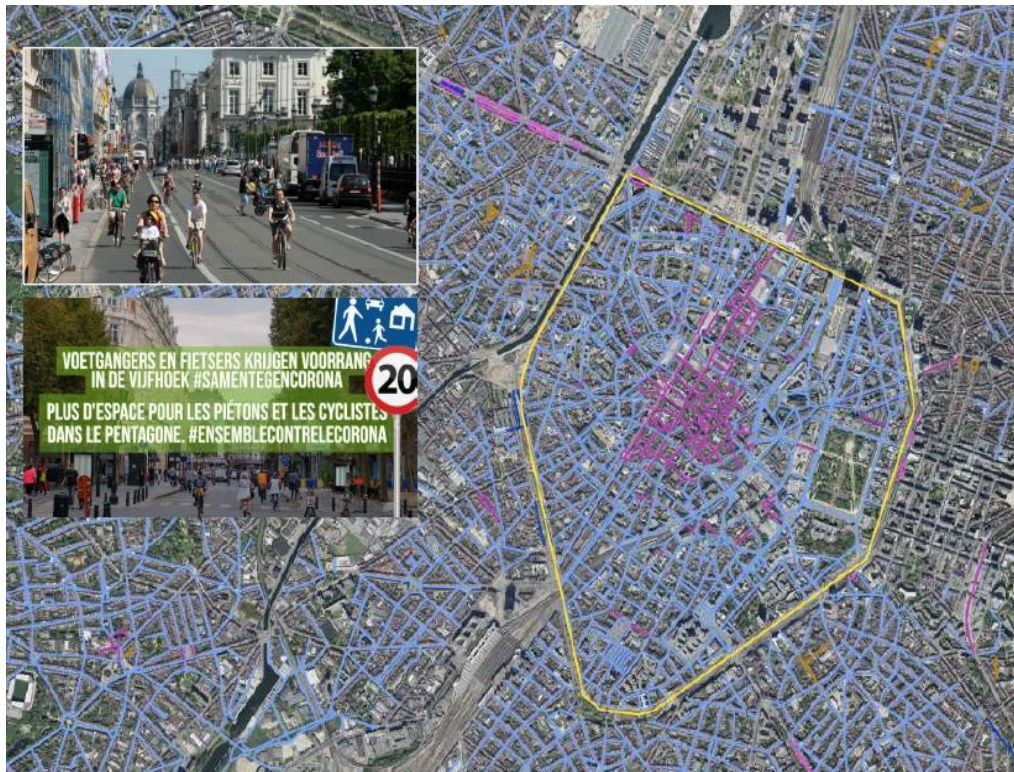 VOETGANGERS EN FIETSERS KRIJGEN VOORRANG
IN DE VIJFHOEK #SAMENTEGENCORONA
20
PLUS D'ESPACE POUR LES PIÉTONS ET LES CYCLISTES
DANS LE PENTAGONE. #ENSEMBLECONTRELECORONA